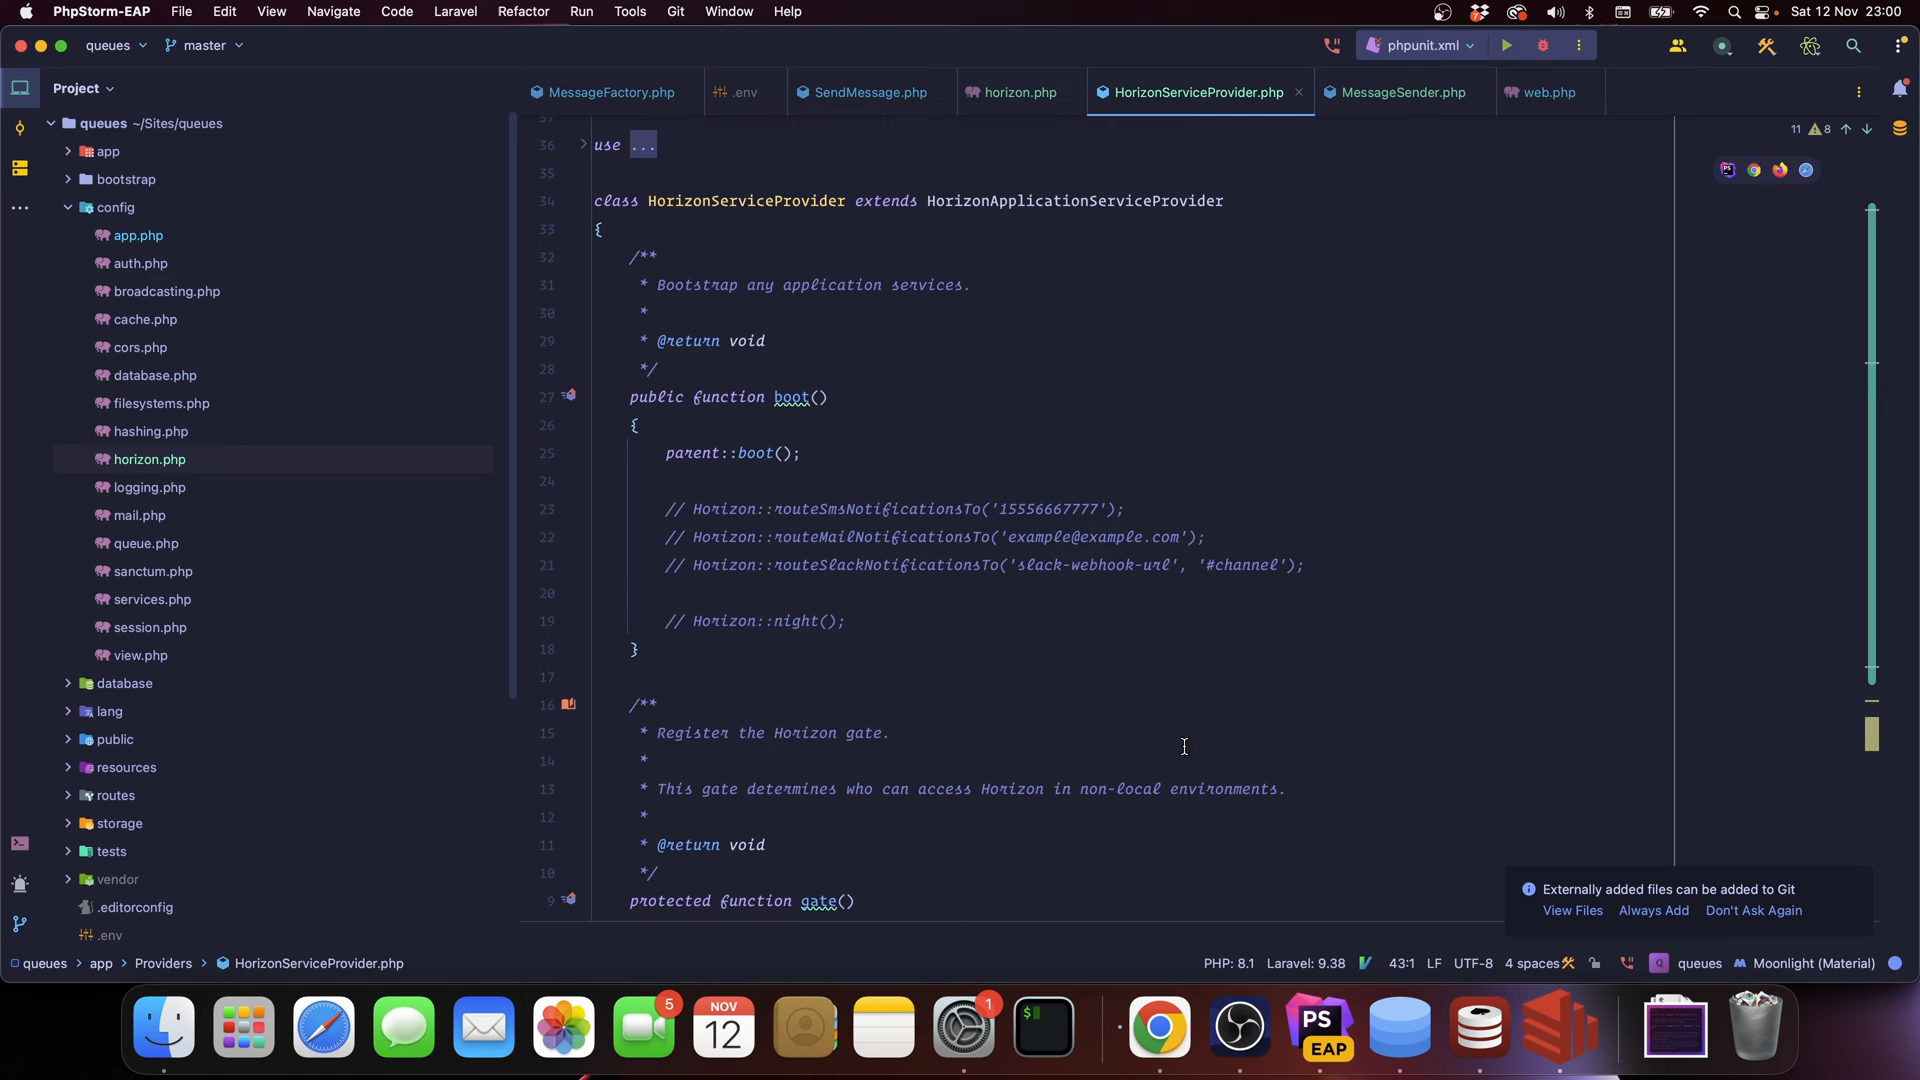 PhpStorm-EAP File Edit View Navigate Code Laravel Refactor Run Tools Git Window Help Sat 12 Nov 23:00
queues master phpunit.xml
Project
MessageFactory.php .env SendMessage.php horizon.php HorizonServiceProvider.php MessageSender.php web.php
queues ~/Sites/queues
app
bootstrap
config
app.php
auth.php
broadcasting.php
cache.php
cors.php
database.php
filesystems.php
hashing.php
horizon.php
logging.php
mail.php
queue.php
sanctum.php
services.php
session.php
view.php
database
lang
public
resources
routes
storage
tests
vendor
.editorconfig
.env
37
36 use ...
35
34 class HorizonServiceProvider extends HorizonApplicationServiceProvider
33 {
32 /**
31 * Bootstrap any application services.
30 *
29 * @return void
28 */
27 public function boot()
26 {
25 parent::boot();
24
23 // Horizon::routeSmsNotificationsTo('15556667777');
22 // Horizon::routeMailNotificationsTo('example@example.com');
21 // Horizon::routeSlackNotificationsTo('slack-webhook-url', '#channel');
20
19 // Horizon::night();
18 }
17
16 /**
15 * Register the Horizon gate.
14 *
13 * This gate determines who can access Horizon in non-local environments.
12 *
11 * @return void
10 */
9 protected function gate()
11 8
Externally added files can be added to Git
View Files Always Add Don't Ask Again
queues > app > Providers > HorizonServiceProvider.php PHP: 8.1 Laravel: 9.38 43:1 LF UTF-8 4 spaces Q queues Moonlight (Material)
5
NOV
12
1
$
PS
EAP